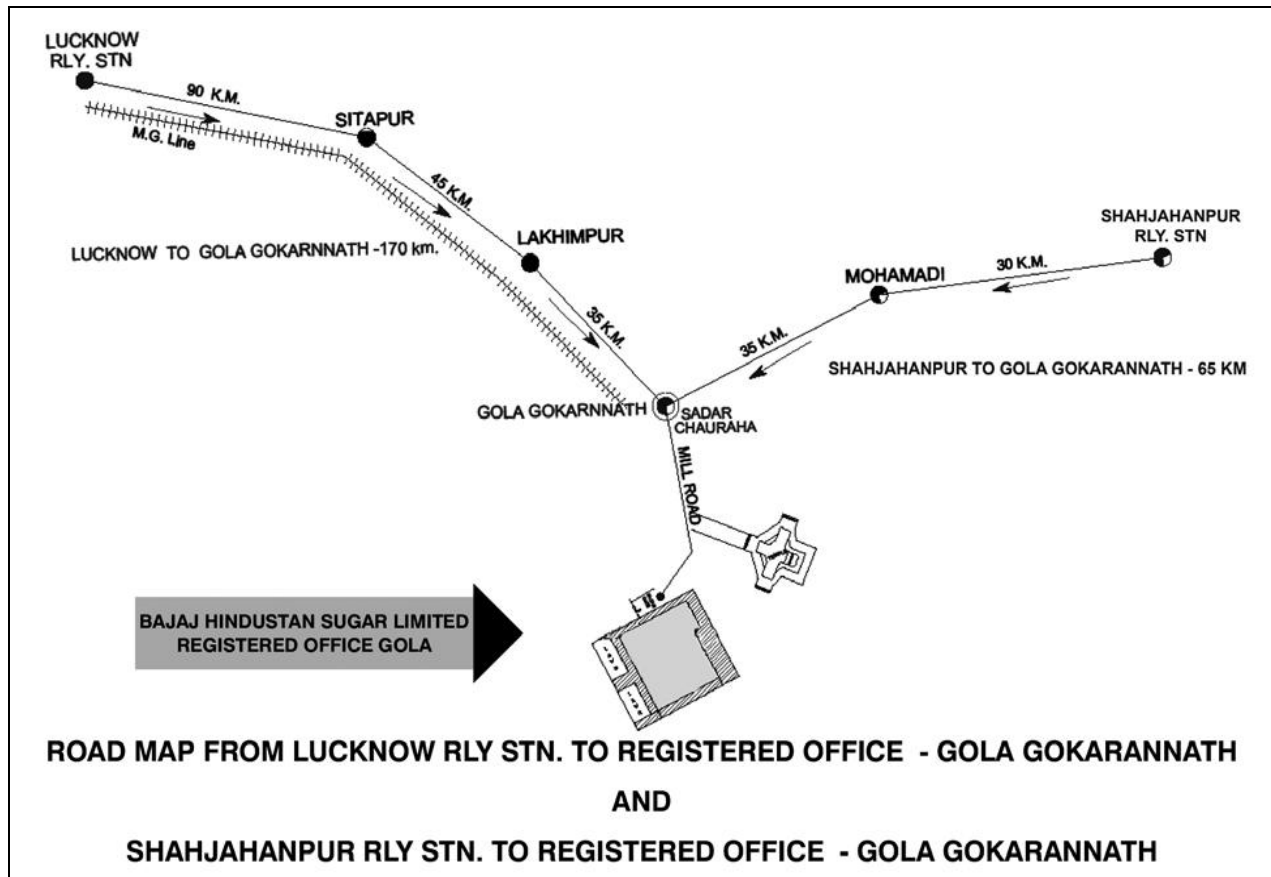 LUCKNOW
RLY. STN
90 K.M.
M.G. Line
SITAPUR
45 K.M.
LAKHIMPUR
LUCKNOW TO GOLA GOKARNNATH -170 km.
35 K.M.
SHAHJAHANPUR
RLY. STN
30 K.M.
MOHAMADI
35 K.M.
SHAHJAHANPUR TO GOLA GOKARANNATH - 65 KM
GOLA GOKARNNATH
SADAR
CHAURAHA
MILL ROAD
BAJAJ HINDUSTAN SUGAR LIMITED
REGISTERED OFFICE GOLA
ROAD MAP FROM LUCKNOW RLY STN. TO REGISTERED OFFICE - GOLA GOKARANNATH
AND
SHAHJAHANPUR RLY STN. TO REGISTERED OFFICE - GOLA GOKARANNATH